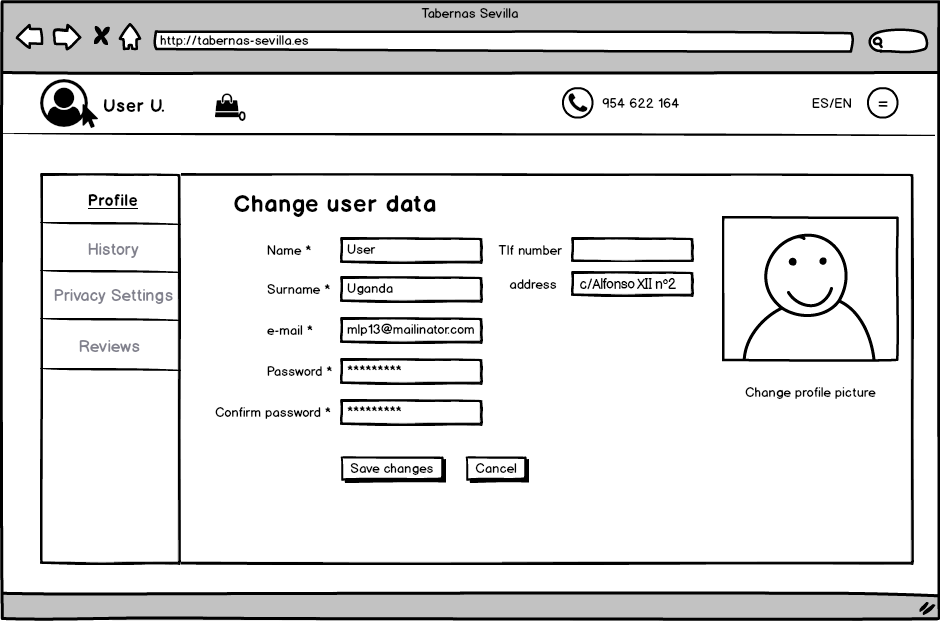 Tabernas Sevilla
http://tabernas-sevilla.es
User U.
954 622 164
ES/EN
Profile
History
Privacy Settings
Reviews
Change user data
Name * User
Tlf number
Surname * Uganda
address c/Alfonso XII nº2
e-mail * mlp13@mailinator.com
Password * *********
Confirm password * *********
Change profile picture
Save changes
Cancel